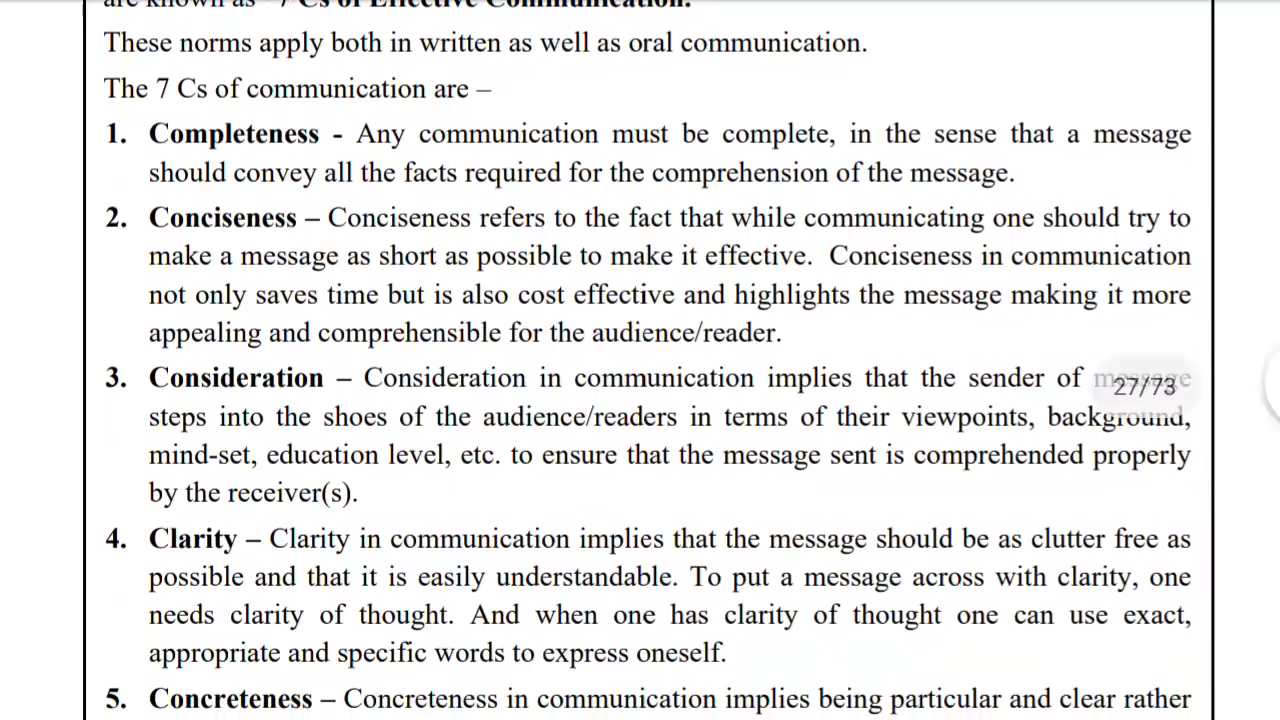 are known as "7 Cs of Effective Communication."
These norms apply both in written as well as oral communication.
The 7 Cs of communication are –
1. Completeness - Any communication must be complete, in the sense that a message
should convey all the facts required for the comprehension of the message.
2. Conciseness – Conciseness refers to the fact that while communicating one should try to
make a message as short as possible to make it effective. Conciseness in communication
not only saves time but is also cost effective and highlights the message making it more
appealing and comprehensible for the audience/reader.
3. Consideration – Consideration in communication implies that the sender of message
27/73
steps into the shoes of the audience/readers in terms of their viewpoints, background,
mind-set, education level, etc. to ensure that the message sent is comprehended properly
by the receiver(s).
4. Clarity – Clarity in communication implies that the message should be as clutter free as
possible and that it is easily understandable. To put a message across with clarity, one
needs clarity of thought. And when one has clarity of thought one can use exact,
appropriate and specific words to express oneself.
5. Concreteness – Concreteness in communication implies being particular and clear rather